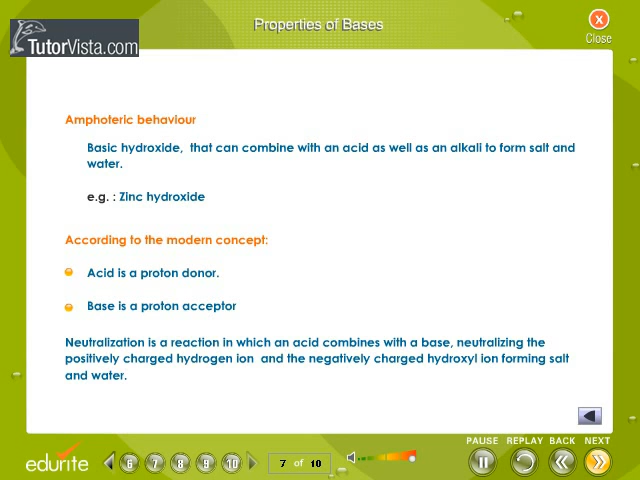 Properties of Bases
X
Close
TutorVista.com
Amphoteric behaviour
Basic hydroxide, that can combine with an acid as well as an alkali to form salt and
water.
e.g. : Zinc hydroxide
According to the modern concept:
Acid is a proton donor.
Base is a proton acceptor
Neutralization is a reaction in which an acid combines with a base, neutralizing the
positively charged hydrogen ion and the negatively charged hydroxyl ion forming salt
and water.
PAUSE REPLAY BACK NEXT
edurite
6 7 8 9 10
7 of 10